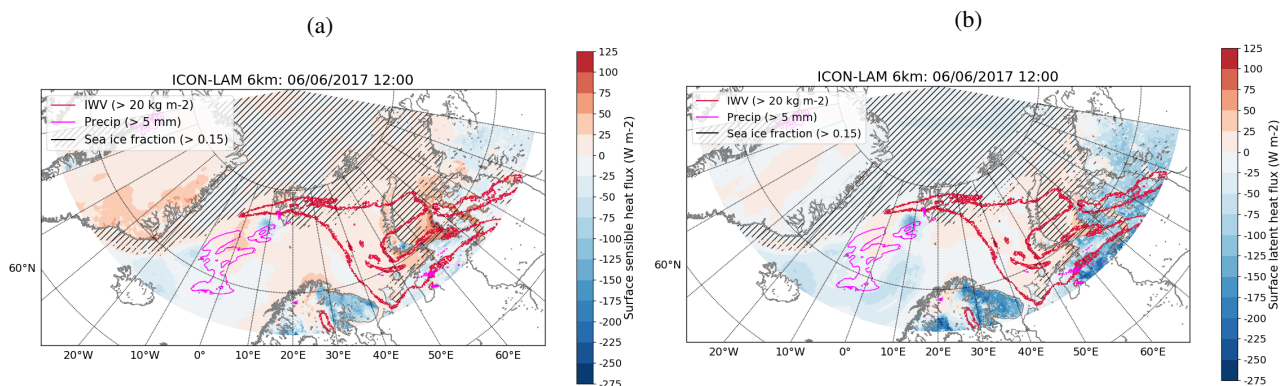 (a)
ICON-LAM 6km: 06/06/2017 12:00
IWV (> 20 kg m-2)
Precip (> 5 mm)
Sea ice fraction (> 0.15)
60°N
20°W
10°W
0°
10°E
20°E
30°E
40°E
50°E
60°E
125
100
75
50
25
0
-25
-50
-75
-100
-125
-150
-175
-200
-225
-250
-275
Surface sensible heat flux (W m-2)
(b)
ICON-LAM 6km: 06/06/2017 12:00
IWV (> 20 kg m-2)
Precip (> 5 mm)
Sea ice fraction (> 0.15)
60°N
20°W
10°W
0°
10°E
20°E
30°E
40°E
50°E
60°E
125
100
75
50
25
0
-25
-50
-75
-100
-125
-150
-175
-200
-225
-250
-275
Surface latent heat flux (W m-2)